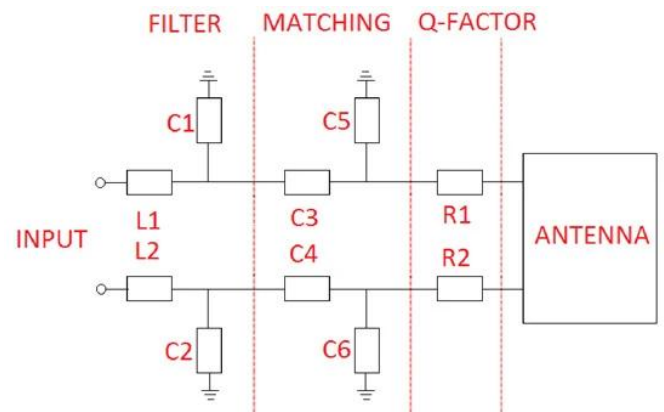 FILTER MATCHING Q-FACTOR
C1 C5
L1 C3 R1
INPUT ANTENNA
L2 C4 R2
C2 C6